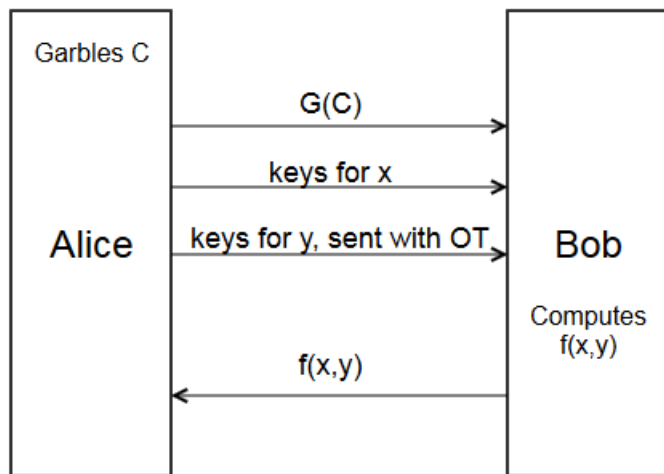 Garbles C
G(C)
keys for x
Alice
keys for y, sent with OT
Bob
Computes
f(x,y)
f(x,y)